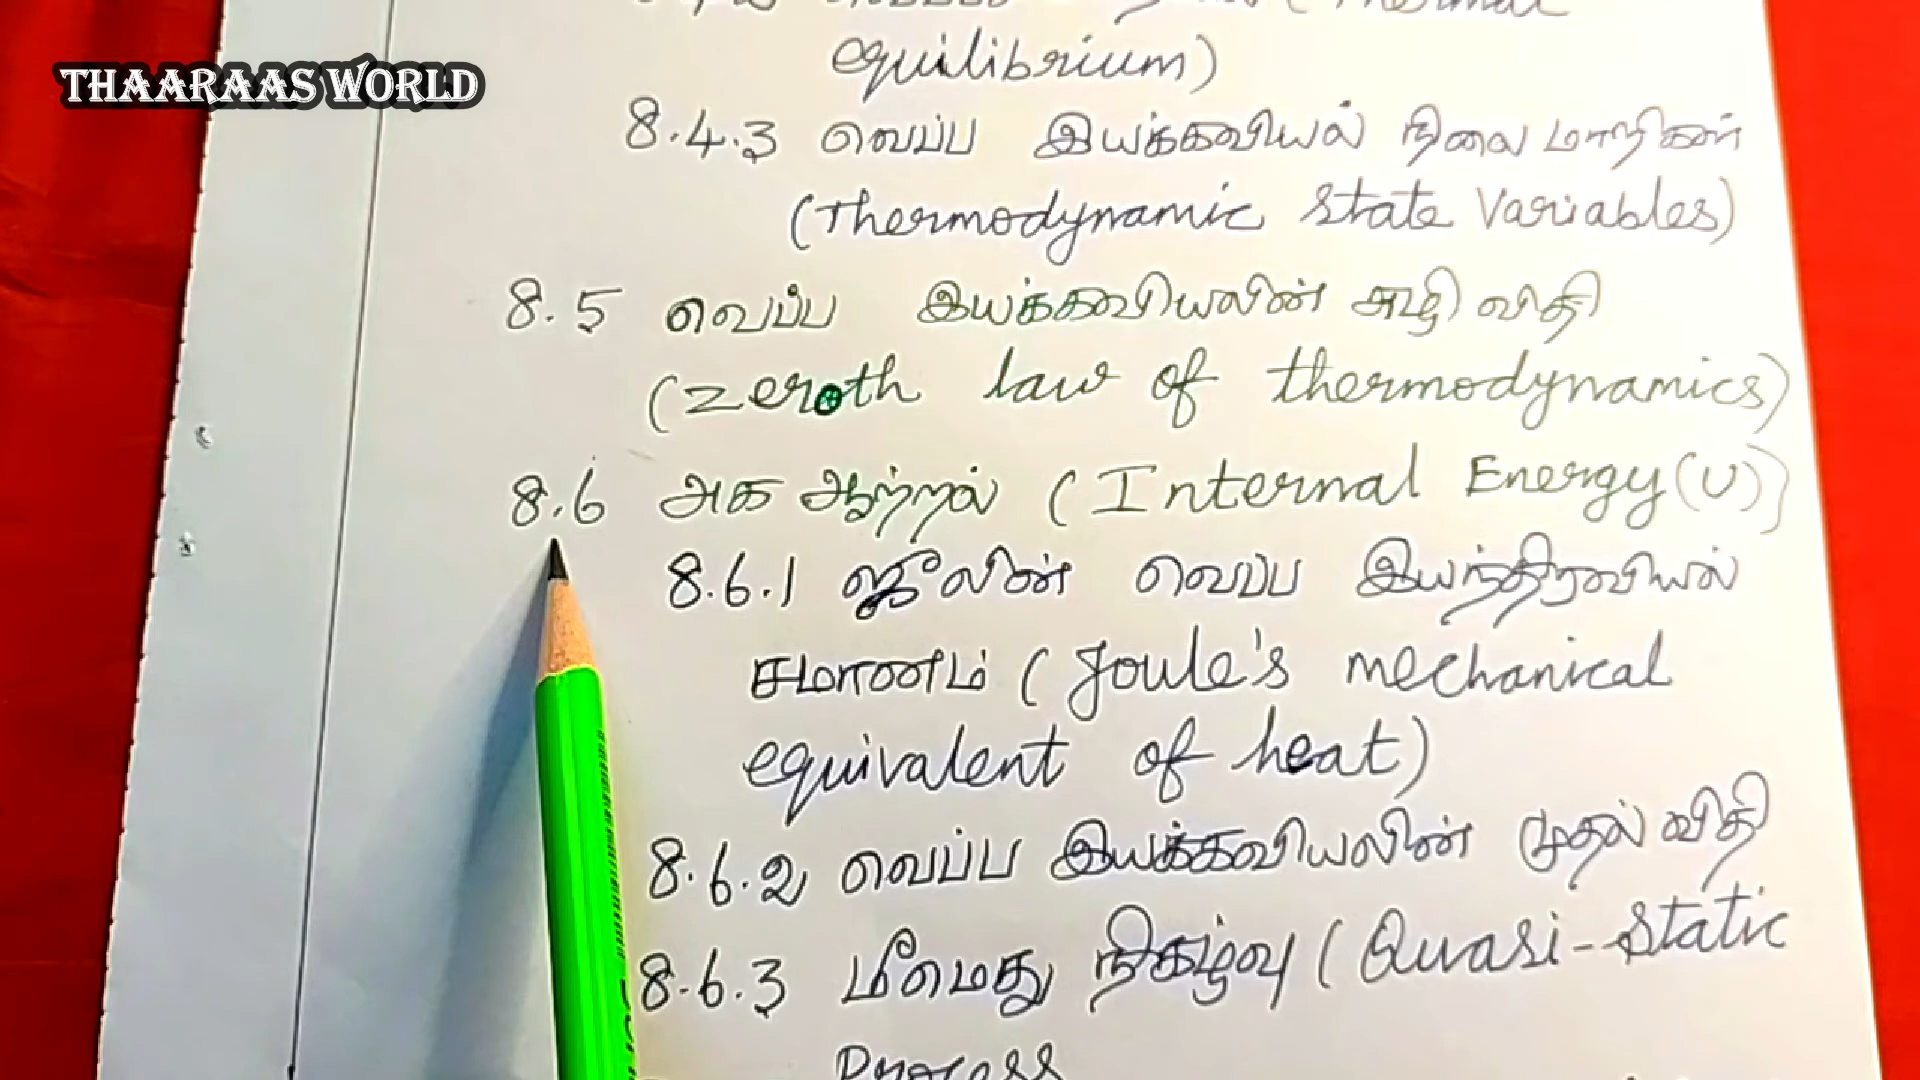 THAARAAS WORLD
(Thermal
equilibrium)
8.4.3 வெப்ப இயக்கவியல் நிலை மாறிகள்
(Thermodynamic State Variables)
8.5 வெப்ப இயக்கவியலின் சுழி விதி
(zeroth law of thermodynamics)
8.6 அக ஆற்றல் (Internal Energy(U))
8.6.1 ஜூலின் வெப்ப இயந்திரவியல்
சமானம் (Joule's mechanical
equivalent of heat)
8.6.2 வெப்ப இயக்கவியலின் முதல் விதி
8.6.3 மீமெது நிகழ்வு (Quasi-Static
Process